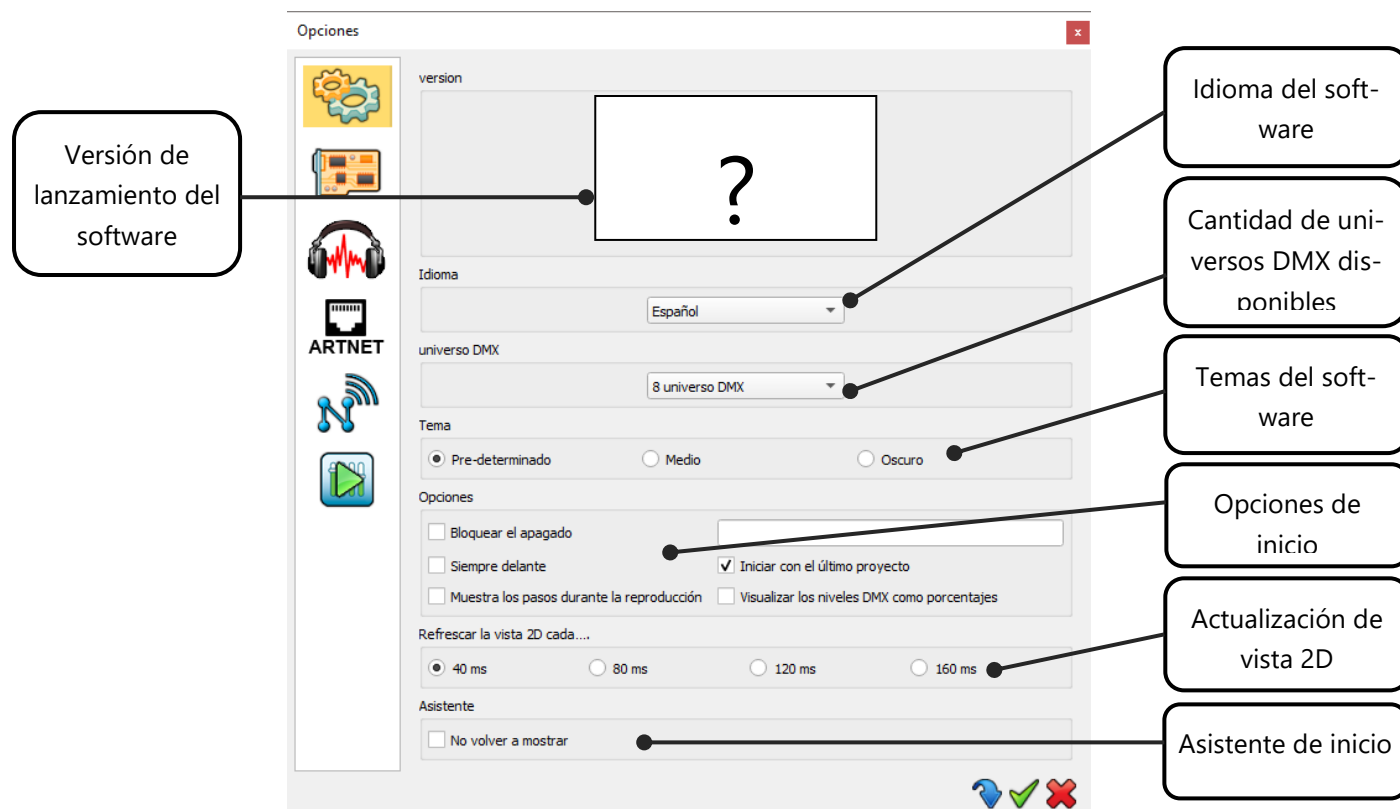 Opciones
x
version
?
Idioma
Español
ARTNET
universo DMX
8 universo DMX
Tema
Pre-determinado
Medio
Oscuro
Opciones
Bloquear el apagado
Siempre delante
Iniciar con el último proyecto
Muestra los pasos durante la reproducción
Visualizar los niveles DMX como porcentajes
Refrescar la vista 2D cada....
40 ms
80 ms
120 ms
160 ms
Asistente
No volver a mostrar
Versión de
lanzamiento del
software
Idioma del soft-
ware
Cantidad de uni-
versos DMX dis-
ponibles
Temas del soft-
ware
Opciones de
inicio
Actualización de
vista 2D
Asistente de inicio